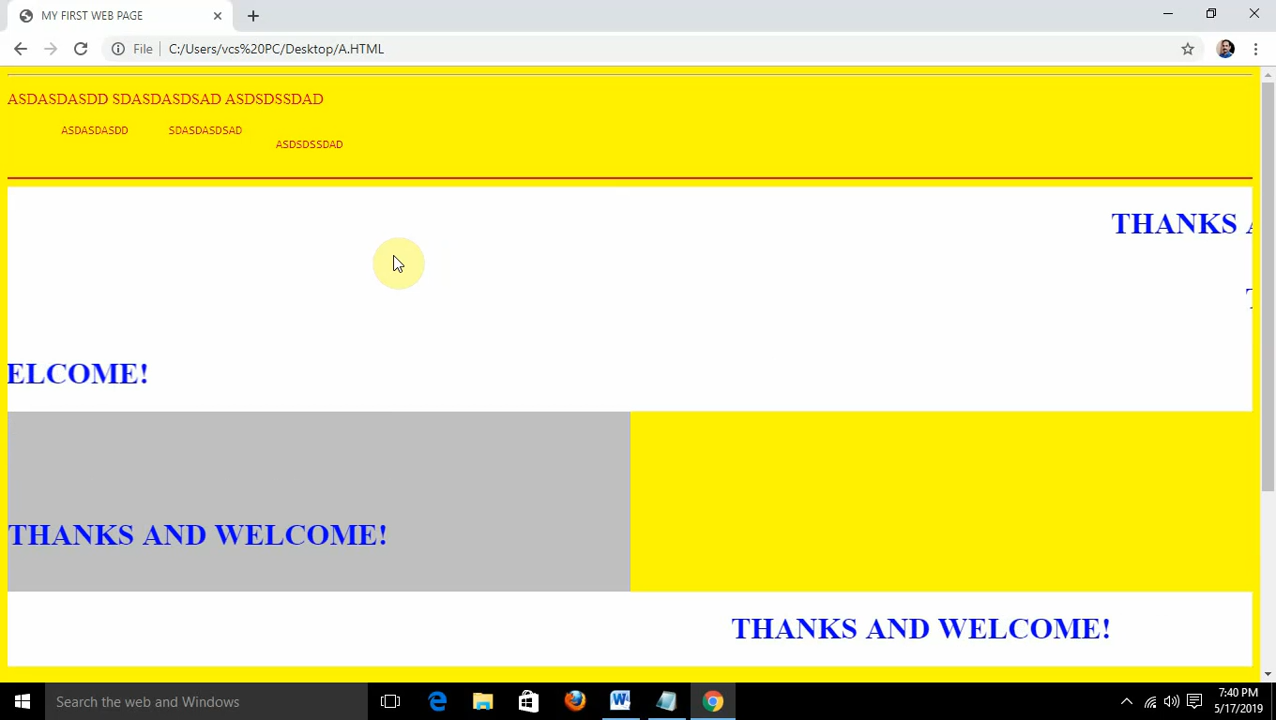 MY FIRST WEB PAGE
File C:/Users/vcs%20PC/Desktop/A.HTML
ASDASDASDD SDASDASDSAD ASDSDSSDAD
ASDASDASDD SDASDASDSAD
ASDSDSSDAD
THANKS A
T
ELCOME!
THANKS AND WELCOME!
THANKS AND WELCOME!
Search the web and Windows
7:40 PM
5/17/2019